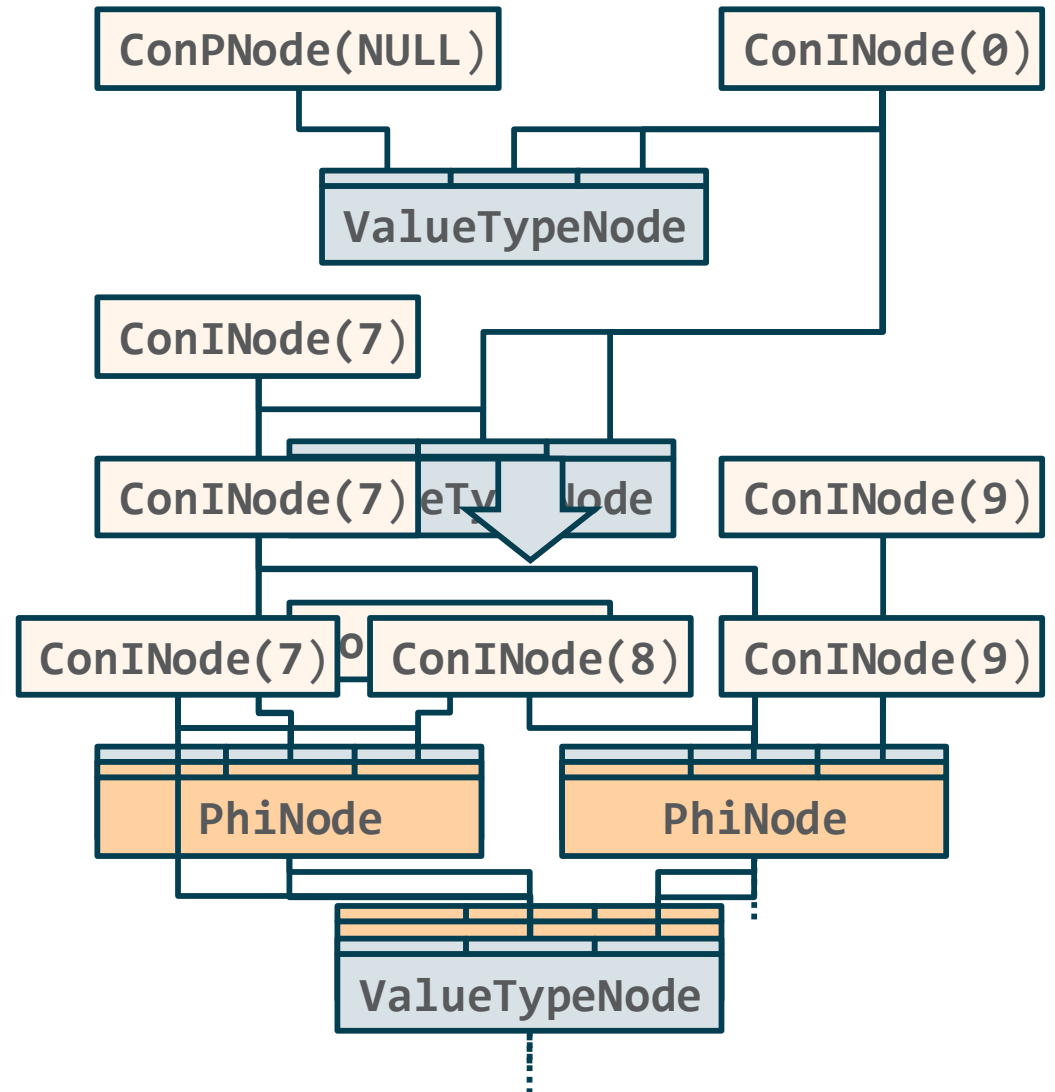 ConPNode(NULL)
ConINode(0)
ValueTypeNode
ConINode(7)
ConINode(7)
ConINode(9)
ConINode(7)
ConINode(8)
ConINode(9)
PhiNode
PhiNode
ValueTypeNode